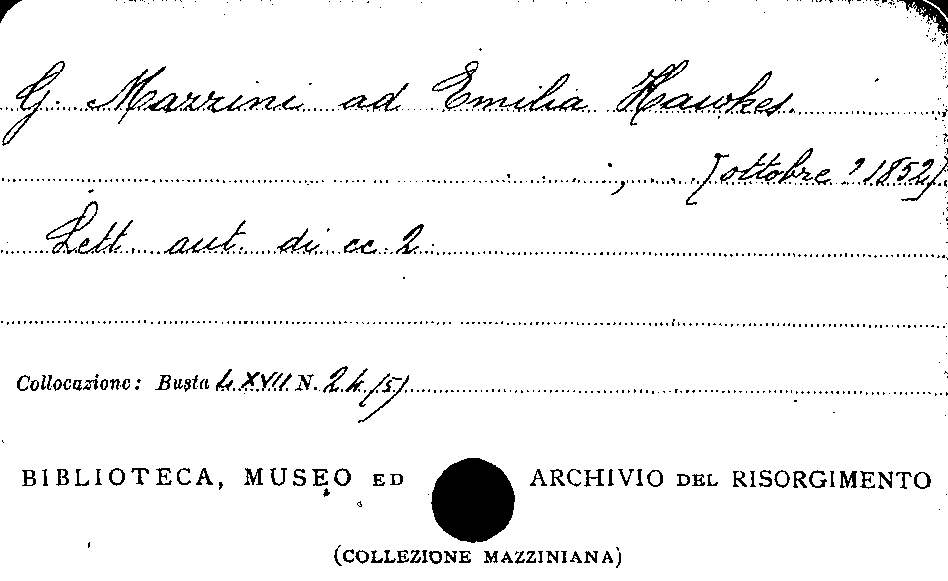 G. Mazzini ad Emilia Hawkes.
[ottobre ? 1852]
Lett. aut. di cc. 2
Collocazione: Busta LXVII N. 24 (5)
BIBLIOTECA, MUSEO ED ARCHIVIO DEL RISORGIMENTO
(COLLEZIONE MAZZINIANA)